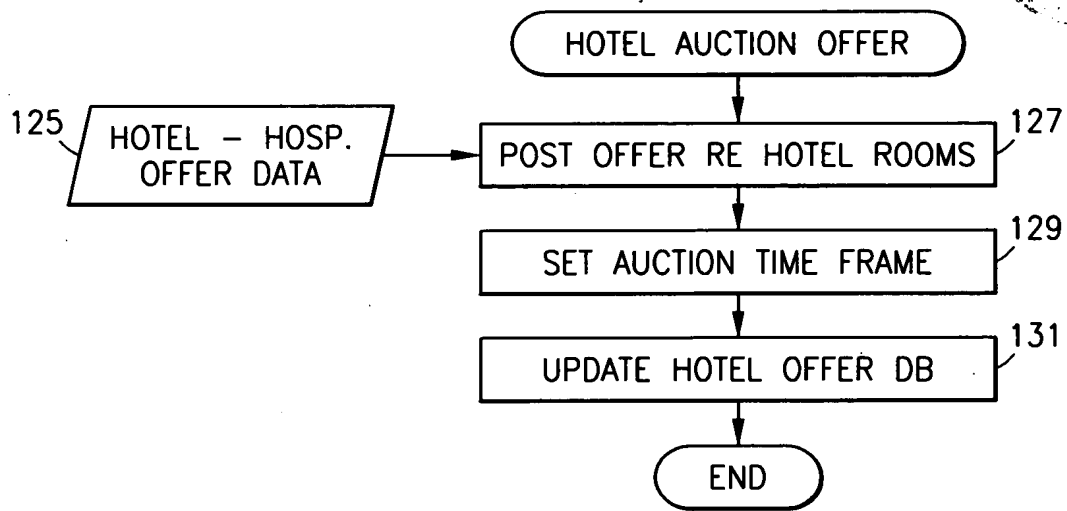 HOTEL AUCTION OFFER
125
HOTEL – HOSP.
OFFER DATA
127
POST OFFER RE HOTEL ROOMS
129
SET AUCTION TIME FRAME
131
UPDATE HOTEL OFFER DB
END